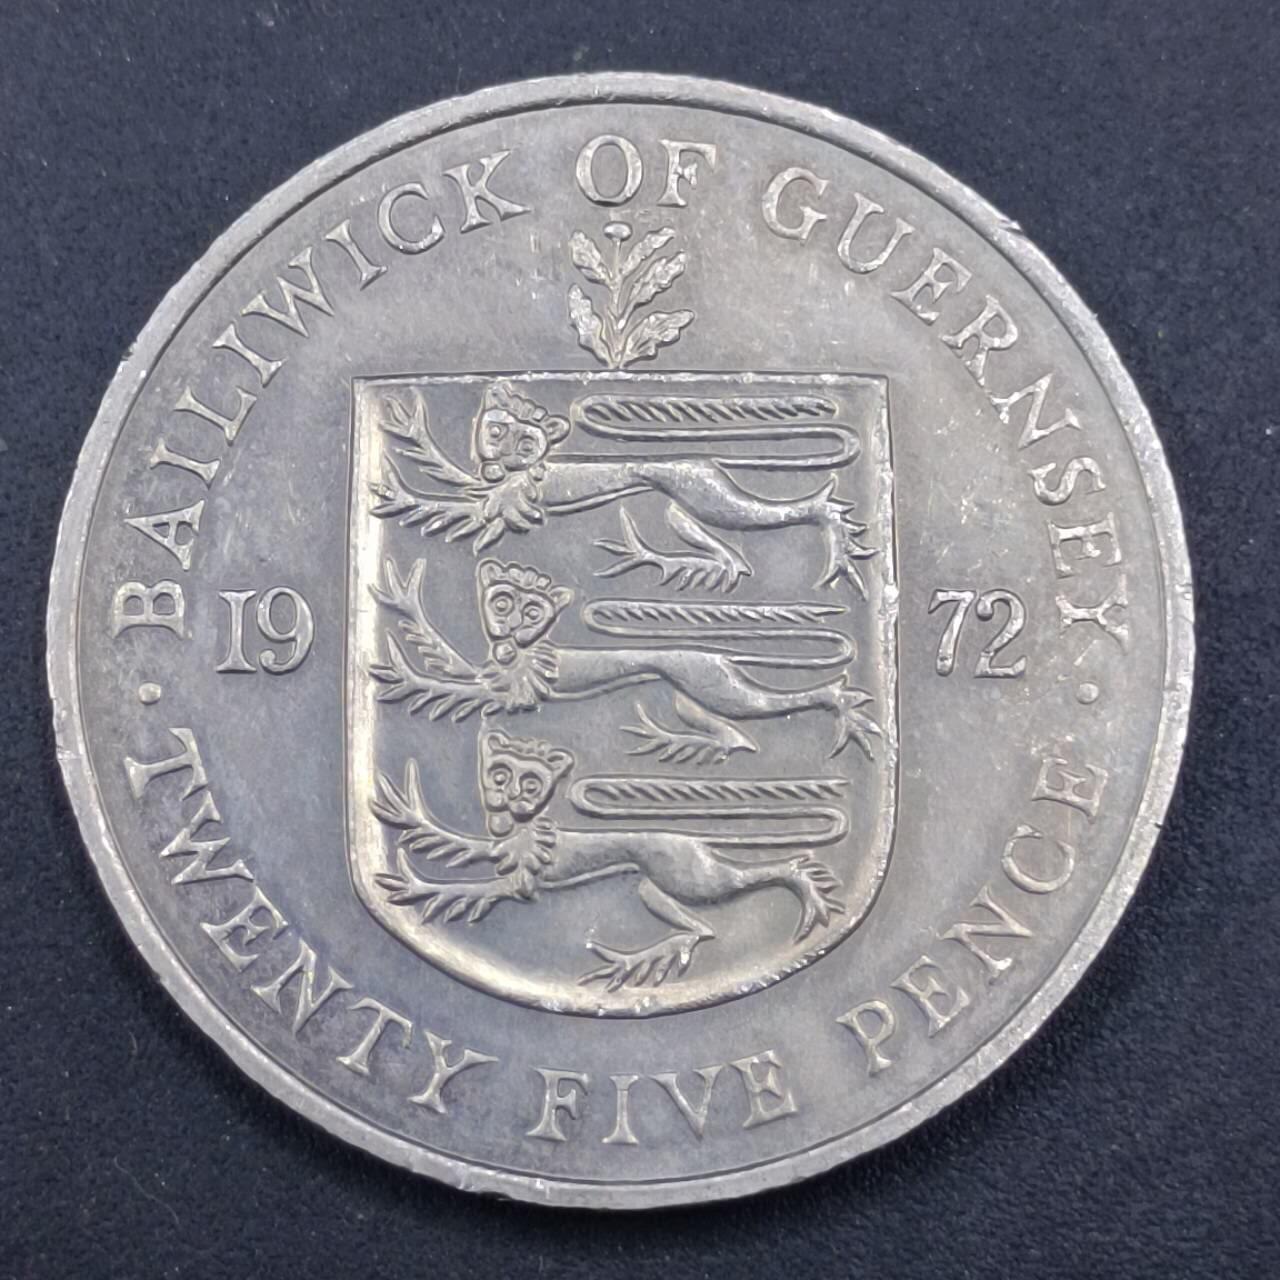 · BAILIWICK OF GUERNSEY ·
19 72
TWENTY FIVE PENCE